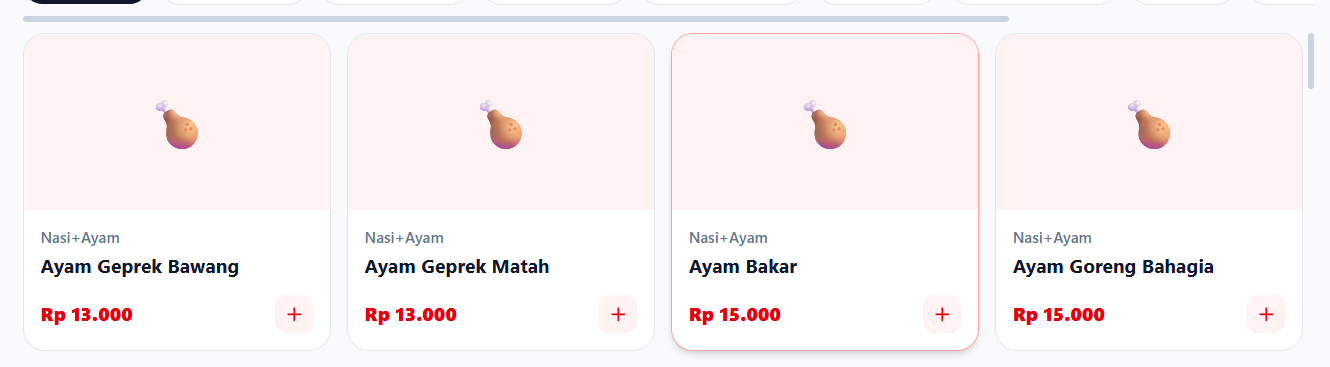 Nasi+Ayam
Ayam Geprek Bawang
Rp 13.000
+
Nasi+Ayam
Ayam Geprek Matah
Rp 13.000
+
Nasi+Ayam
Ayam Bakar
Rp 15.000
+
Nasi+Ayam
Ayam Goreng Bahagia
Rp 15.000
+